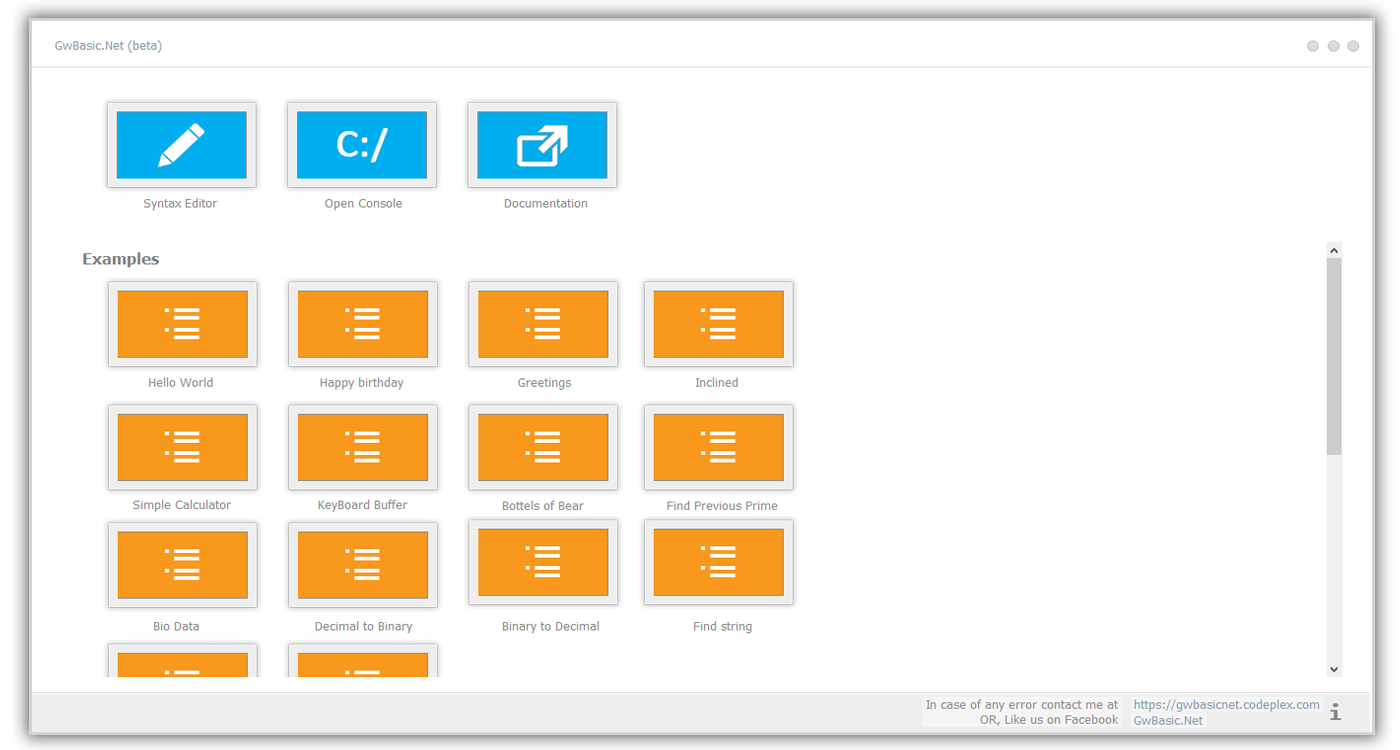 GwBasic.Net (beta)
C:/
Syntax Editor
Open Console
Documentation
Examples
Hello World
Happy birthday
Greetings
Inclined
Simple Calculator
KeyBoard Buffer
Bottels of Bear
Find Previous Prime
Bio Data
Decimal to Binary
Binary to Decimal
Find string
In case of any error contact me at https://gwbasicnet.codeplex.com
OR, Like us on Facebook GwBasic.Net